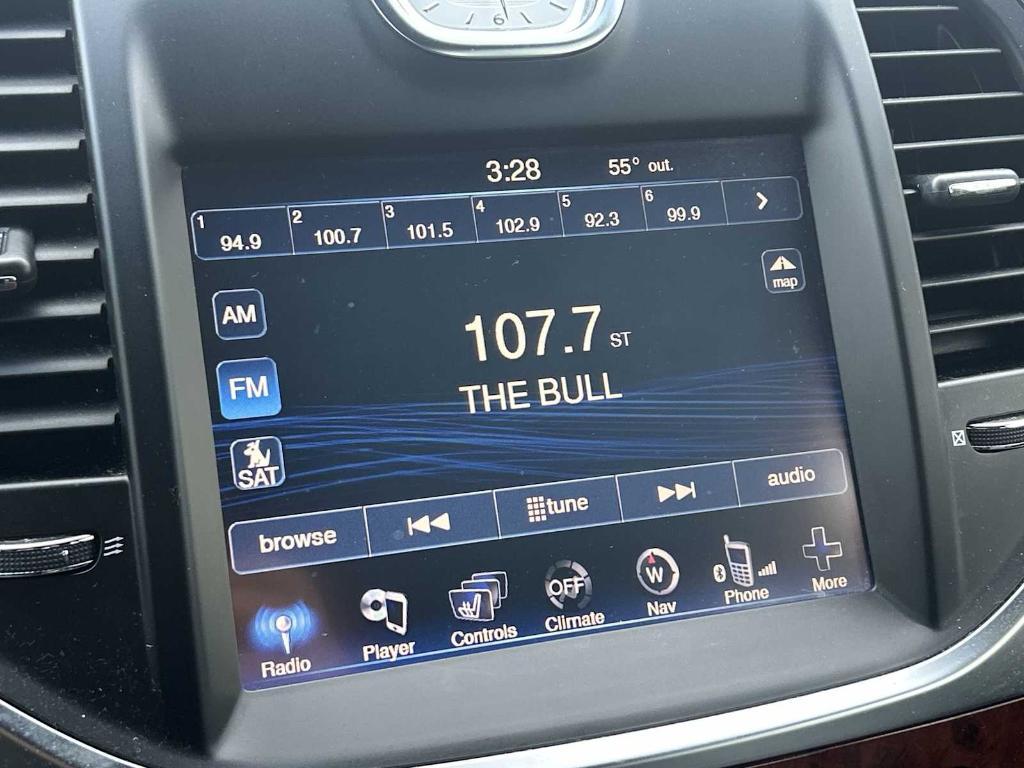 6
3:28 55° out.
1 94.9 2 100.7 3 101.5 4 102.9 5 92.3 6 99.9
map
AM
107.7 ST
FM
THE BULL
SAT
browse tune audio
OFF W
Radio Player Controls Climate Nav Phone More